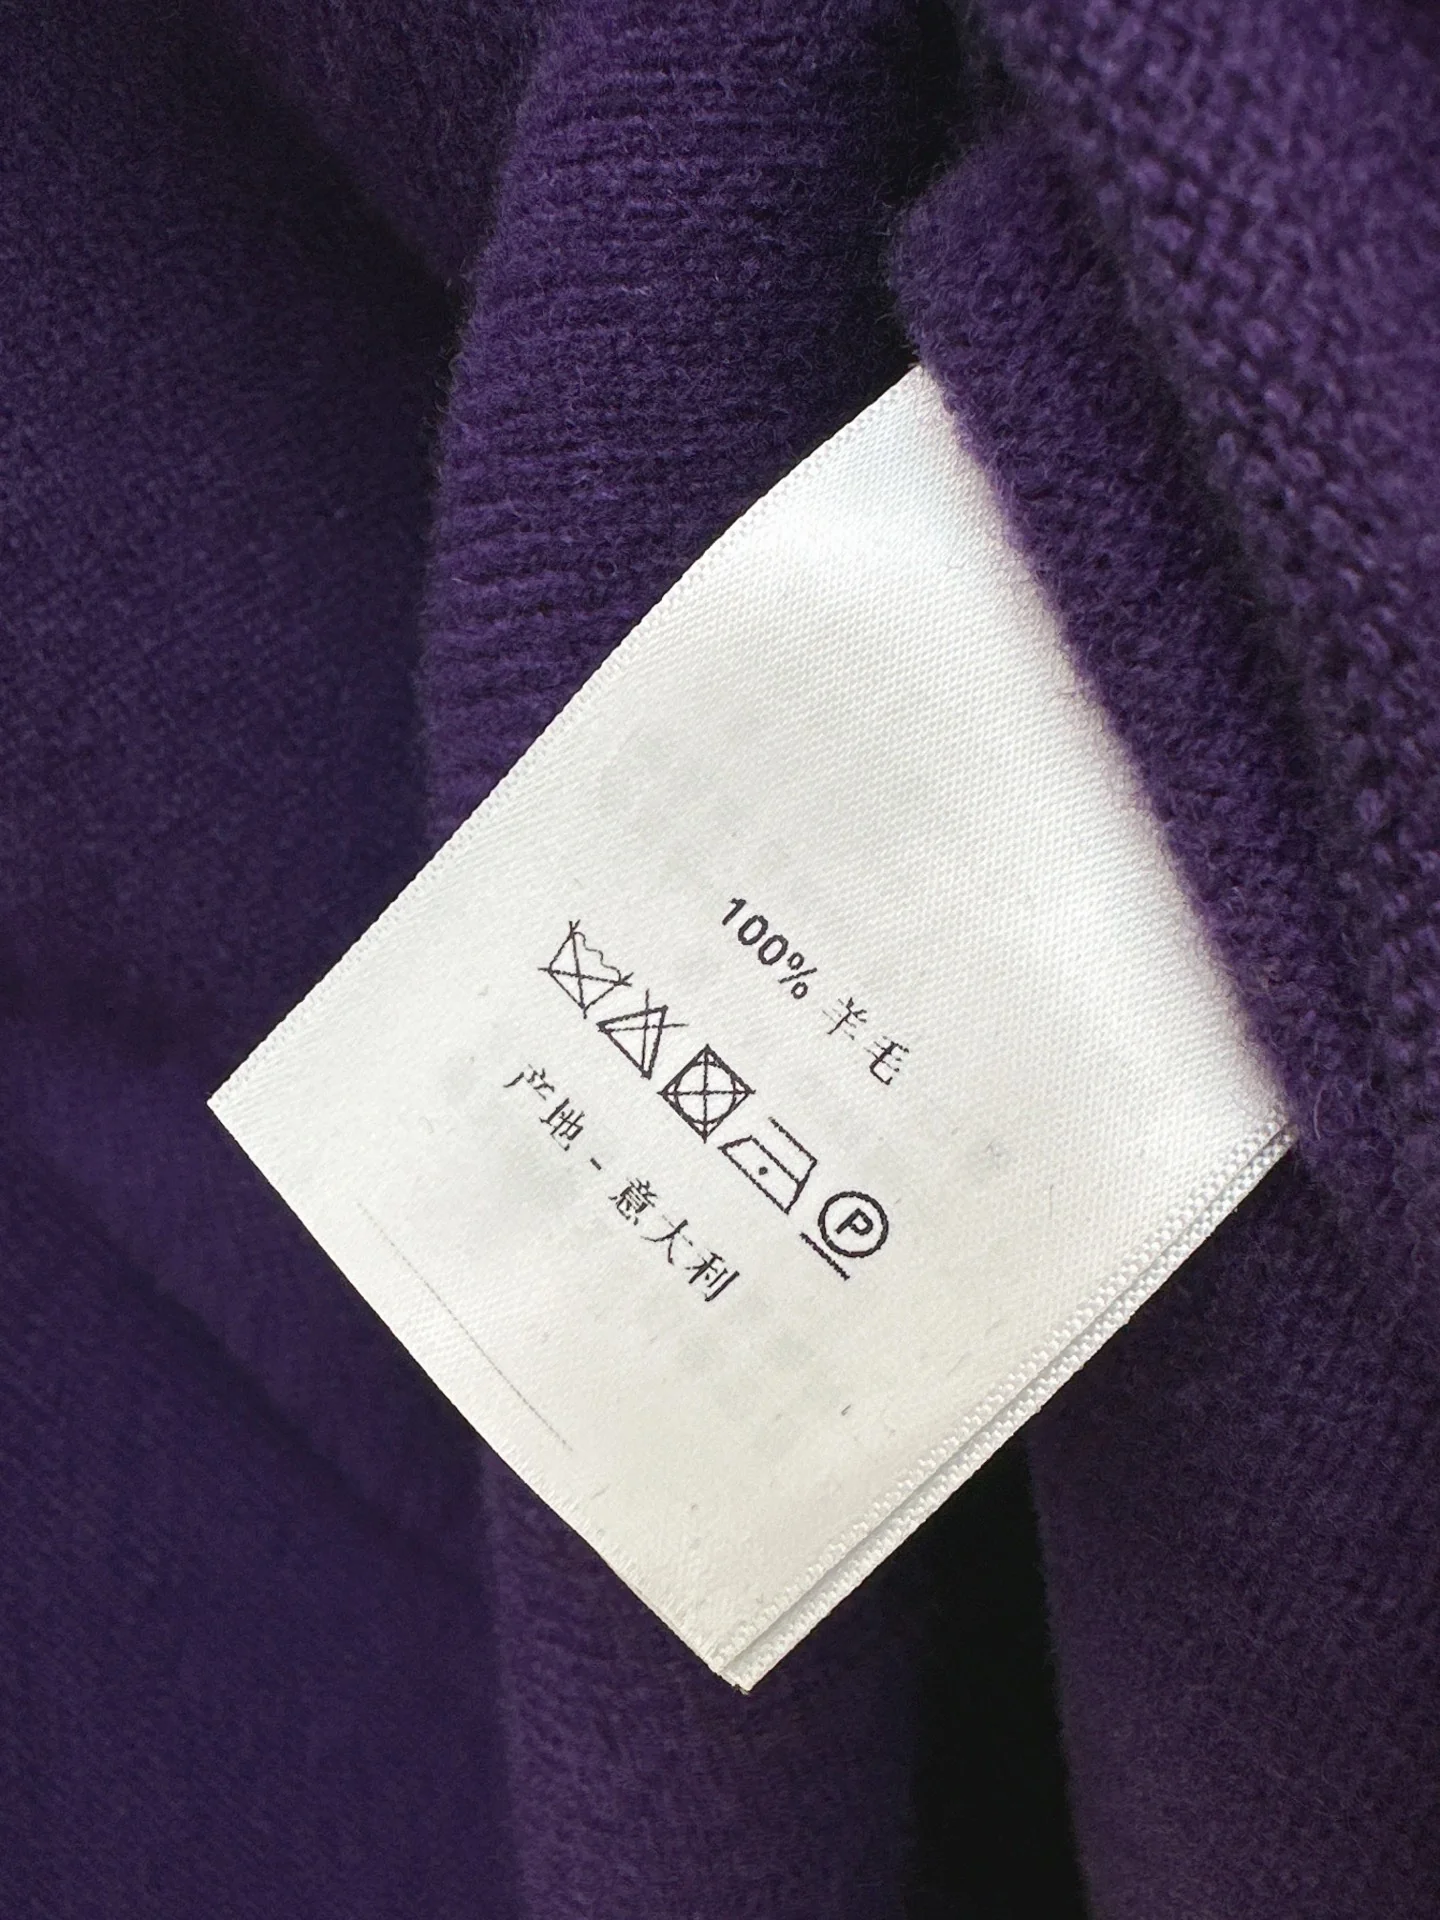 100% 羊毛
P
产地 - 意大利